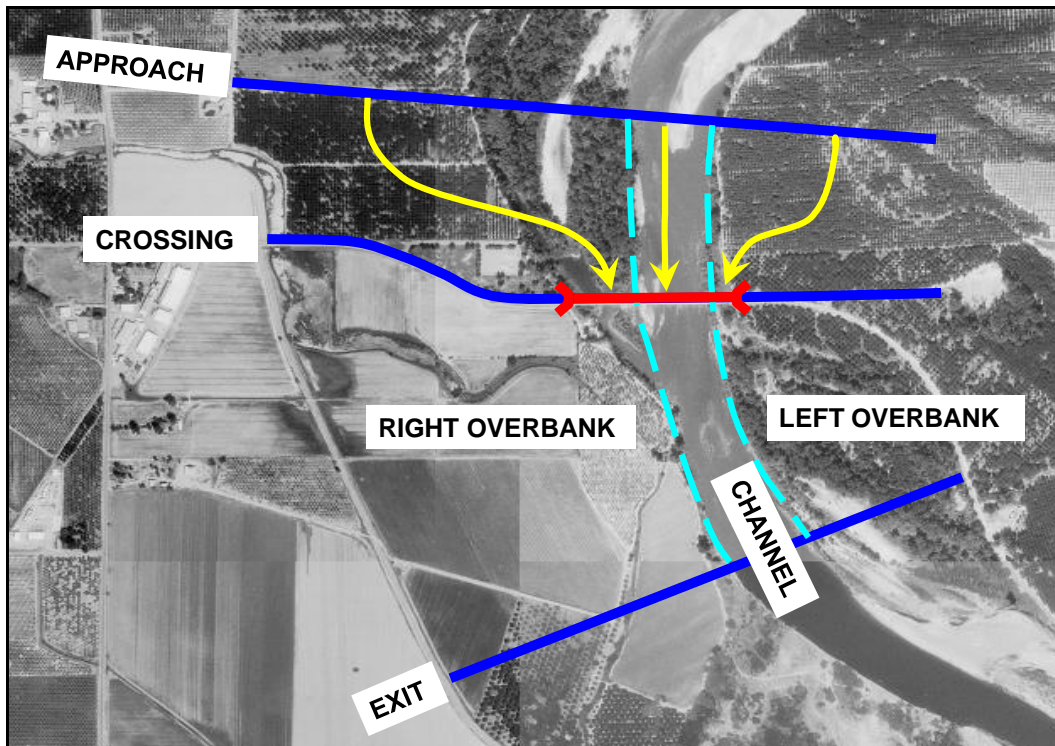 APPROACH
CROSSING
RIGHT OVERBANK
LEFT OVERBANK
CHANNEL
EXIT